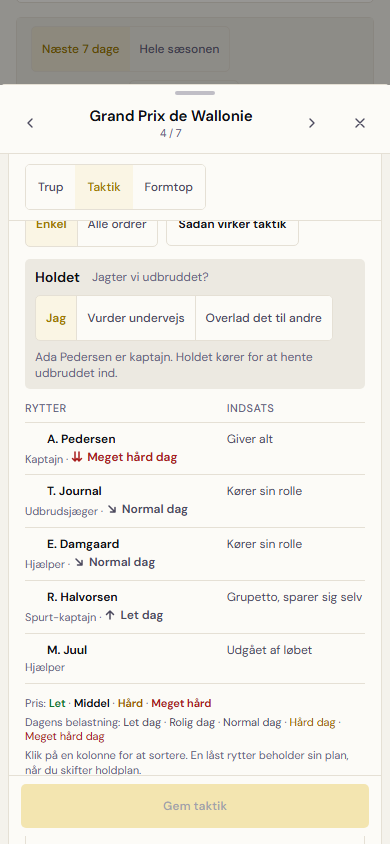 Næste 7 dage Hele sæsonen
Grand Prix de Wallonie
4 / 7
Trup Taktik Formtop
Enkel Alle ordrer Sådan virker taktik
Holdet Jagter vi udbruddet?
Jag Vurder undervejs Overlad det til andre
Ada Pedersen er kaptajn. Holdet kører for at hente
udbruddet ind.
RYTTER INDSATS
A. Pedersen Giver alt
Kaptajn · ⇊ Meget hård dag
T. Journal Kører sin rolle
Udbrudsjæger · ↘ Normal dag
E. Damgaard Kører sin rolle
Hjælper · ↘ Normal dag
R. Halvorsen Grupetto, sparer sig selv
Spurt-kaptajn · ↑ Let dag
M. Juul Udgået af løbet
Hjælper
Pris: Let · Middel · Hård · Meget hård
Dagens belastning: Let dag · Rolig dag · Normal dag · Hård dag ·
Meget hård dag
Klik på en kolonne for at sortere. En låst rytter beholder sin plan,
når du skifter holdplan.
Gem taktik